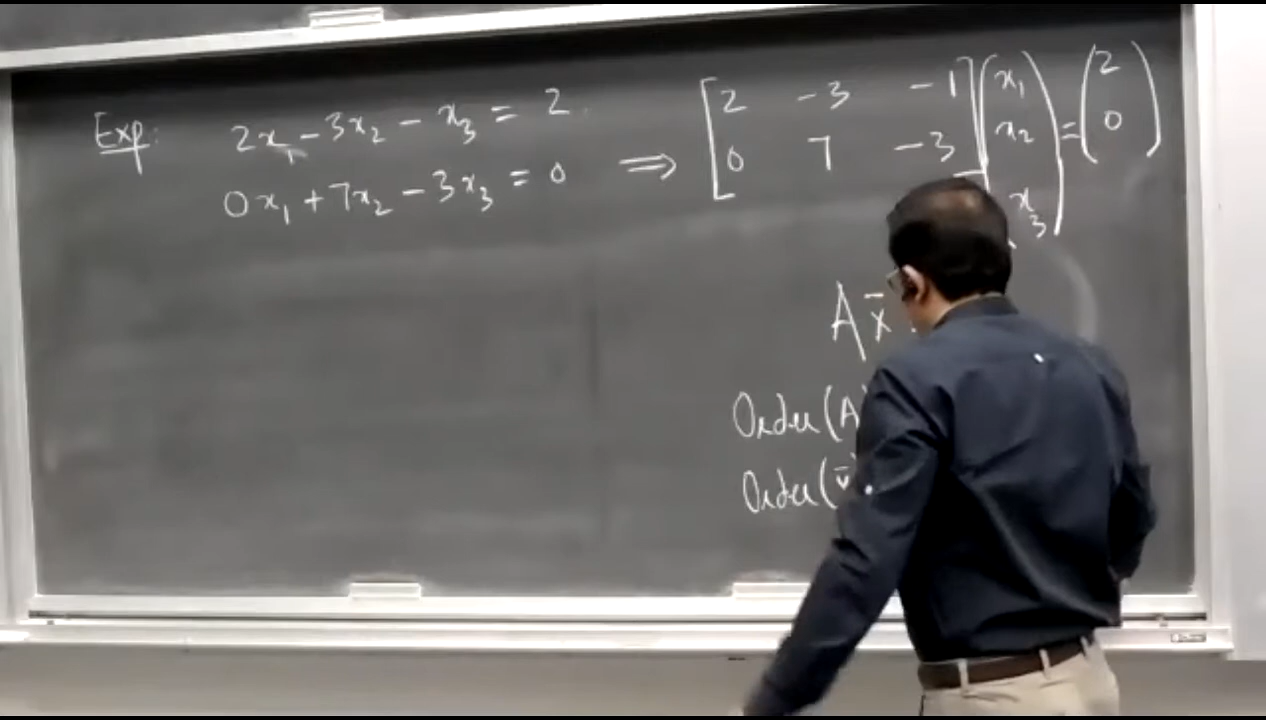 Exp: 2x₁ - 3x₂ - x₃ = 2
0x₁ + 7x₂ - 3x₃ = 0 ⟹
[2 -3 -1] (x₁) = (2)
[0 7 -3] (x₂) (0)
(x₃)
A x̄
Order(A)
Order(